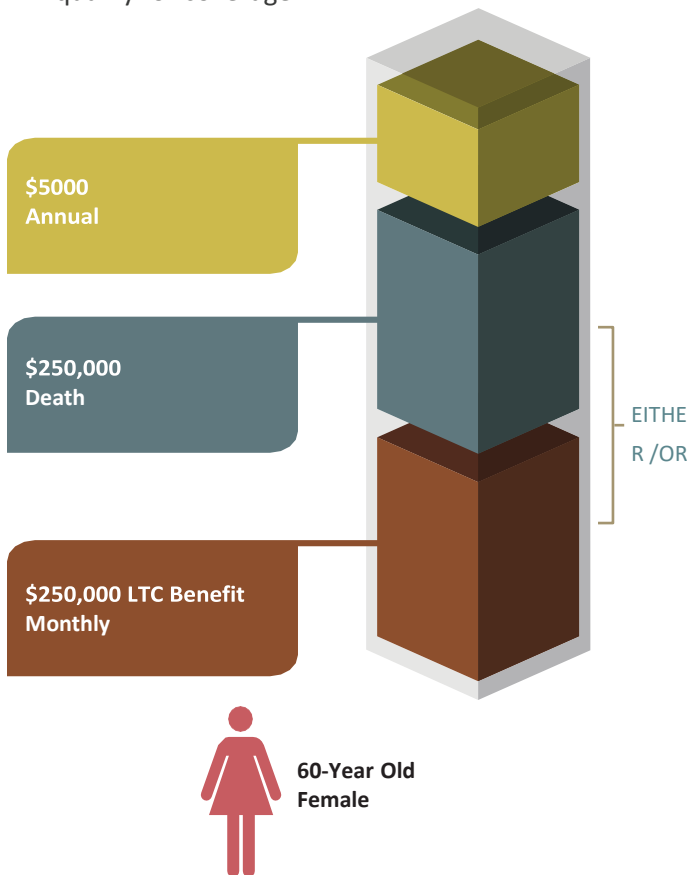 $5000
Annual
$250,000
Death
EITHE
R /OR
$250,000 LTC Benefit
Monthly
60-Year Old
Female